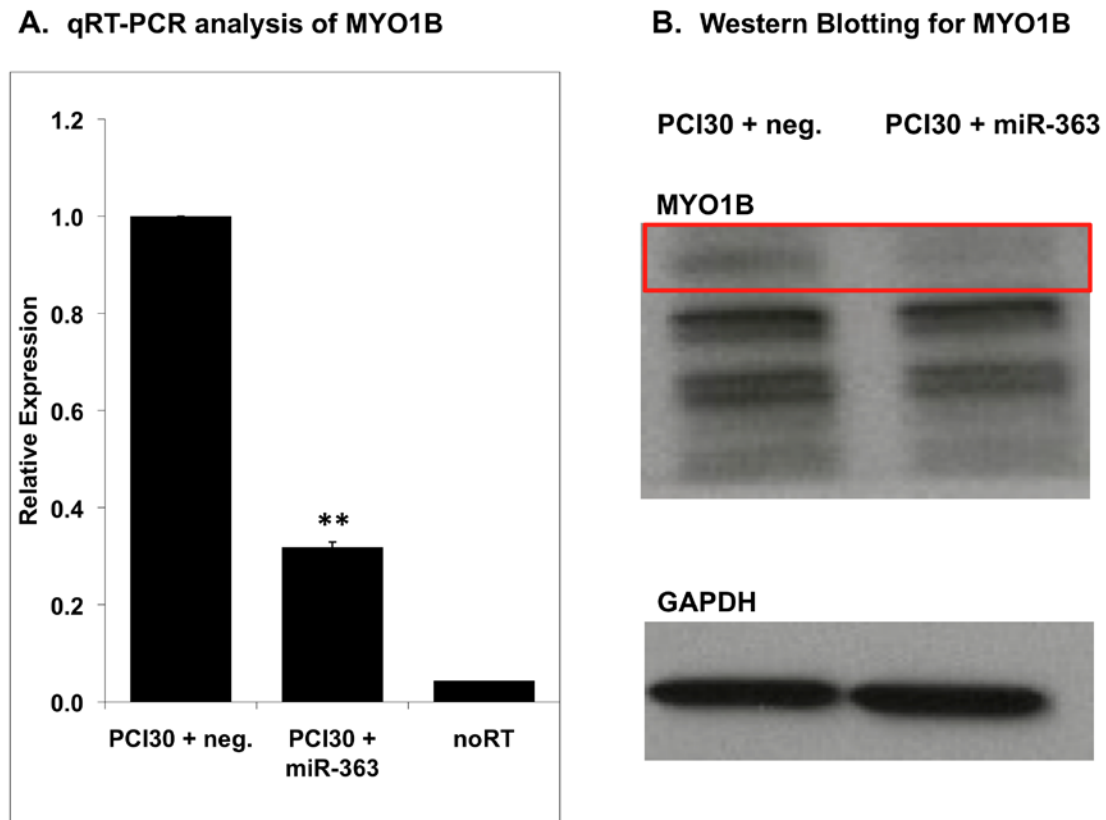 A. qRT-PCR analysis of MYO1B
1.2
1.0
0.8
0.6
0.4
0.2
0.0
Relative Expression
**
PCI30 + neg.
PCI30 +
miR-363
noRT
B. Western Blotting for MYO1B
PCI30 + neg. PCI30 + miR-363
MYO1B
GAPDH